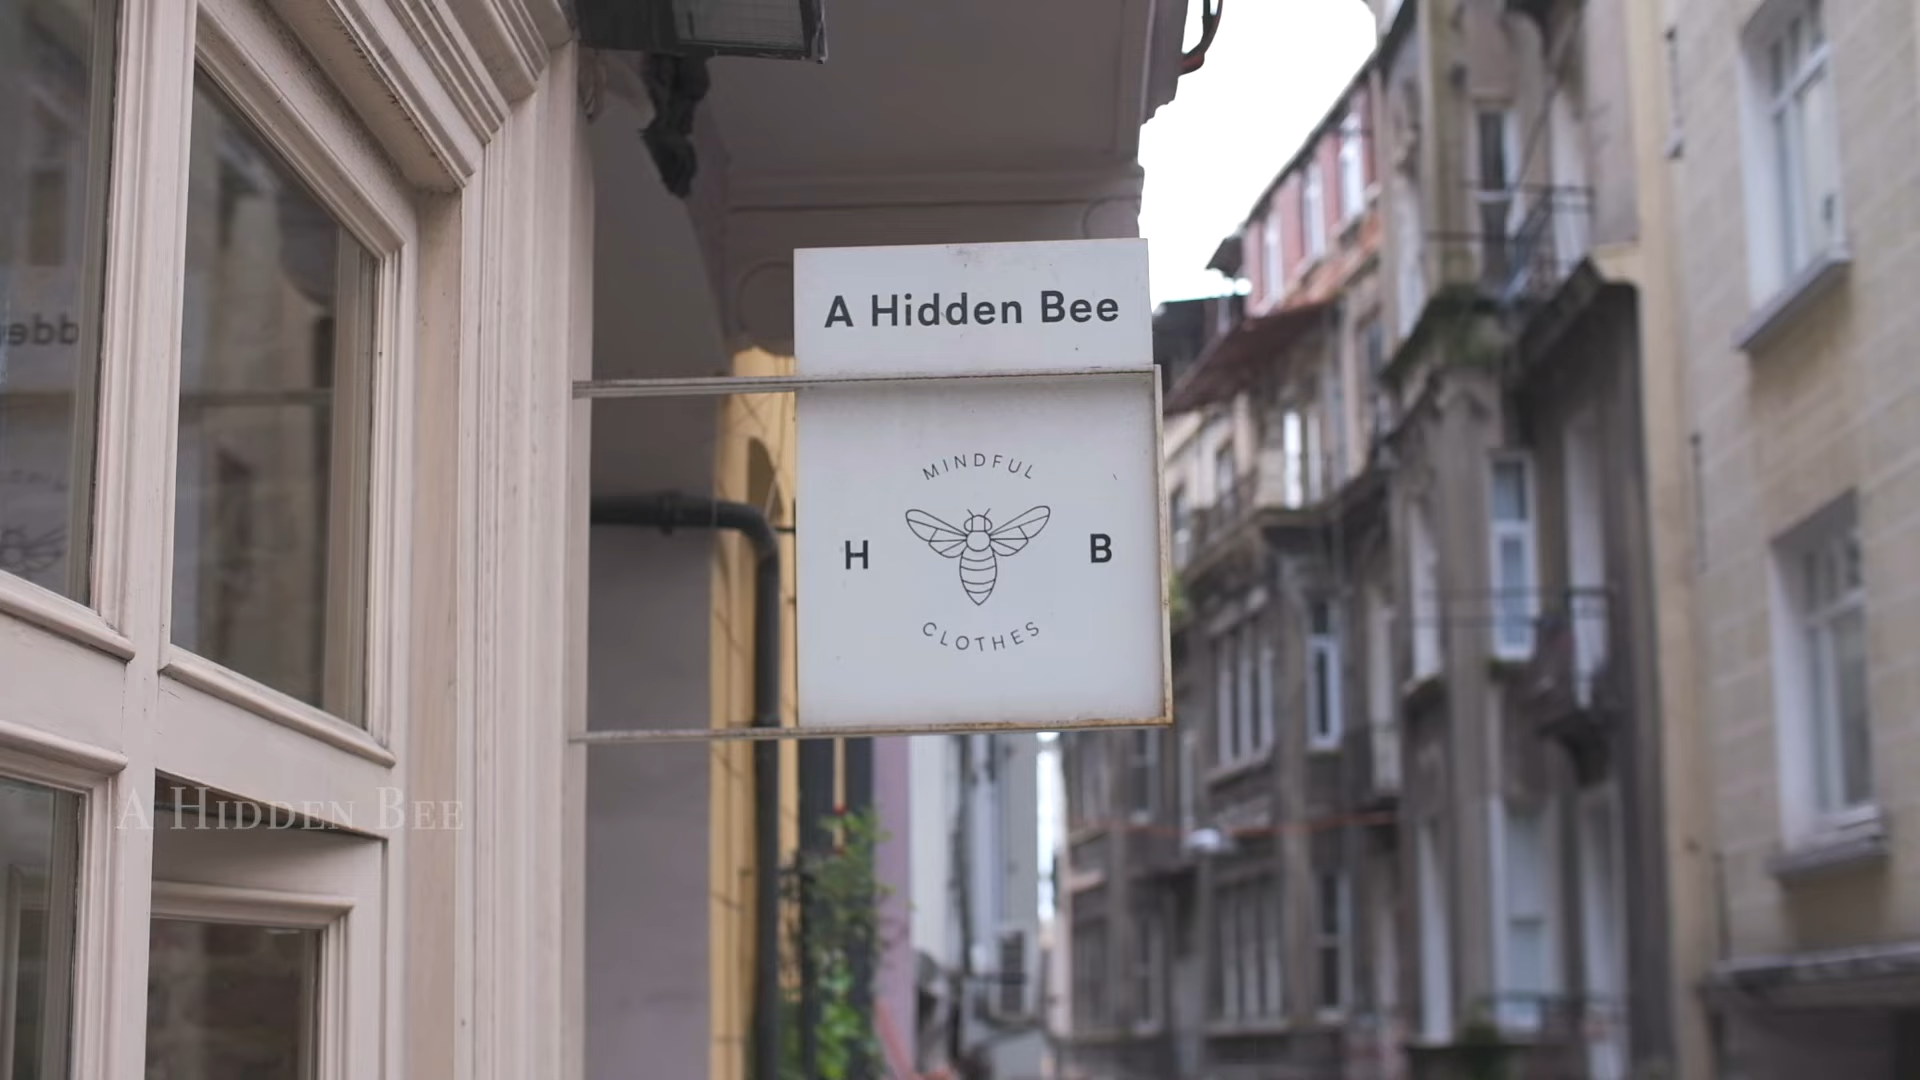 A Hidden Bee
MINDFUL
H B
CLOTHES
A HIDDEN BEE